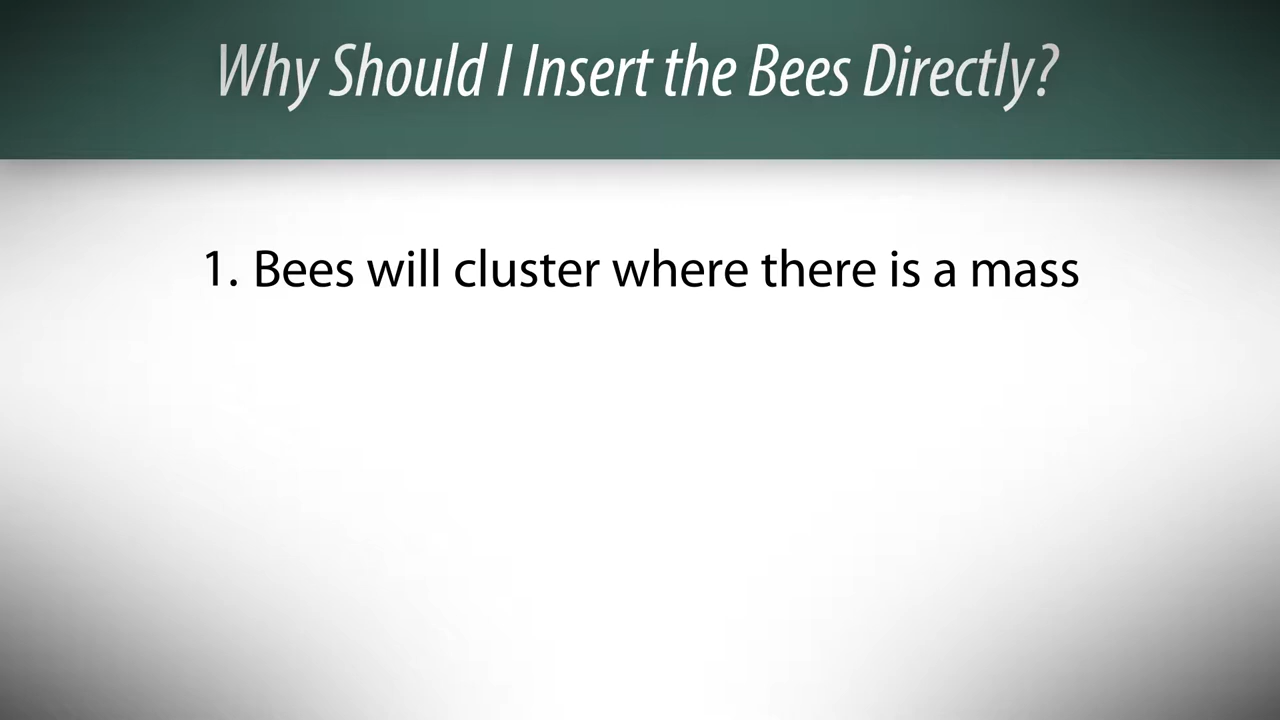 Why Should I Insert the Bees Directly?
1. Bees will cluster where there is a mass